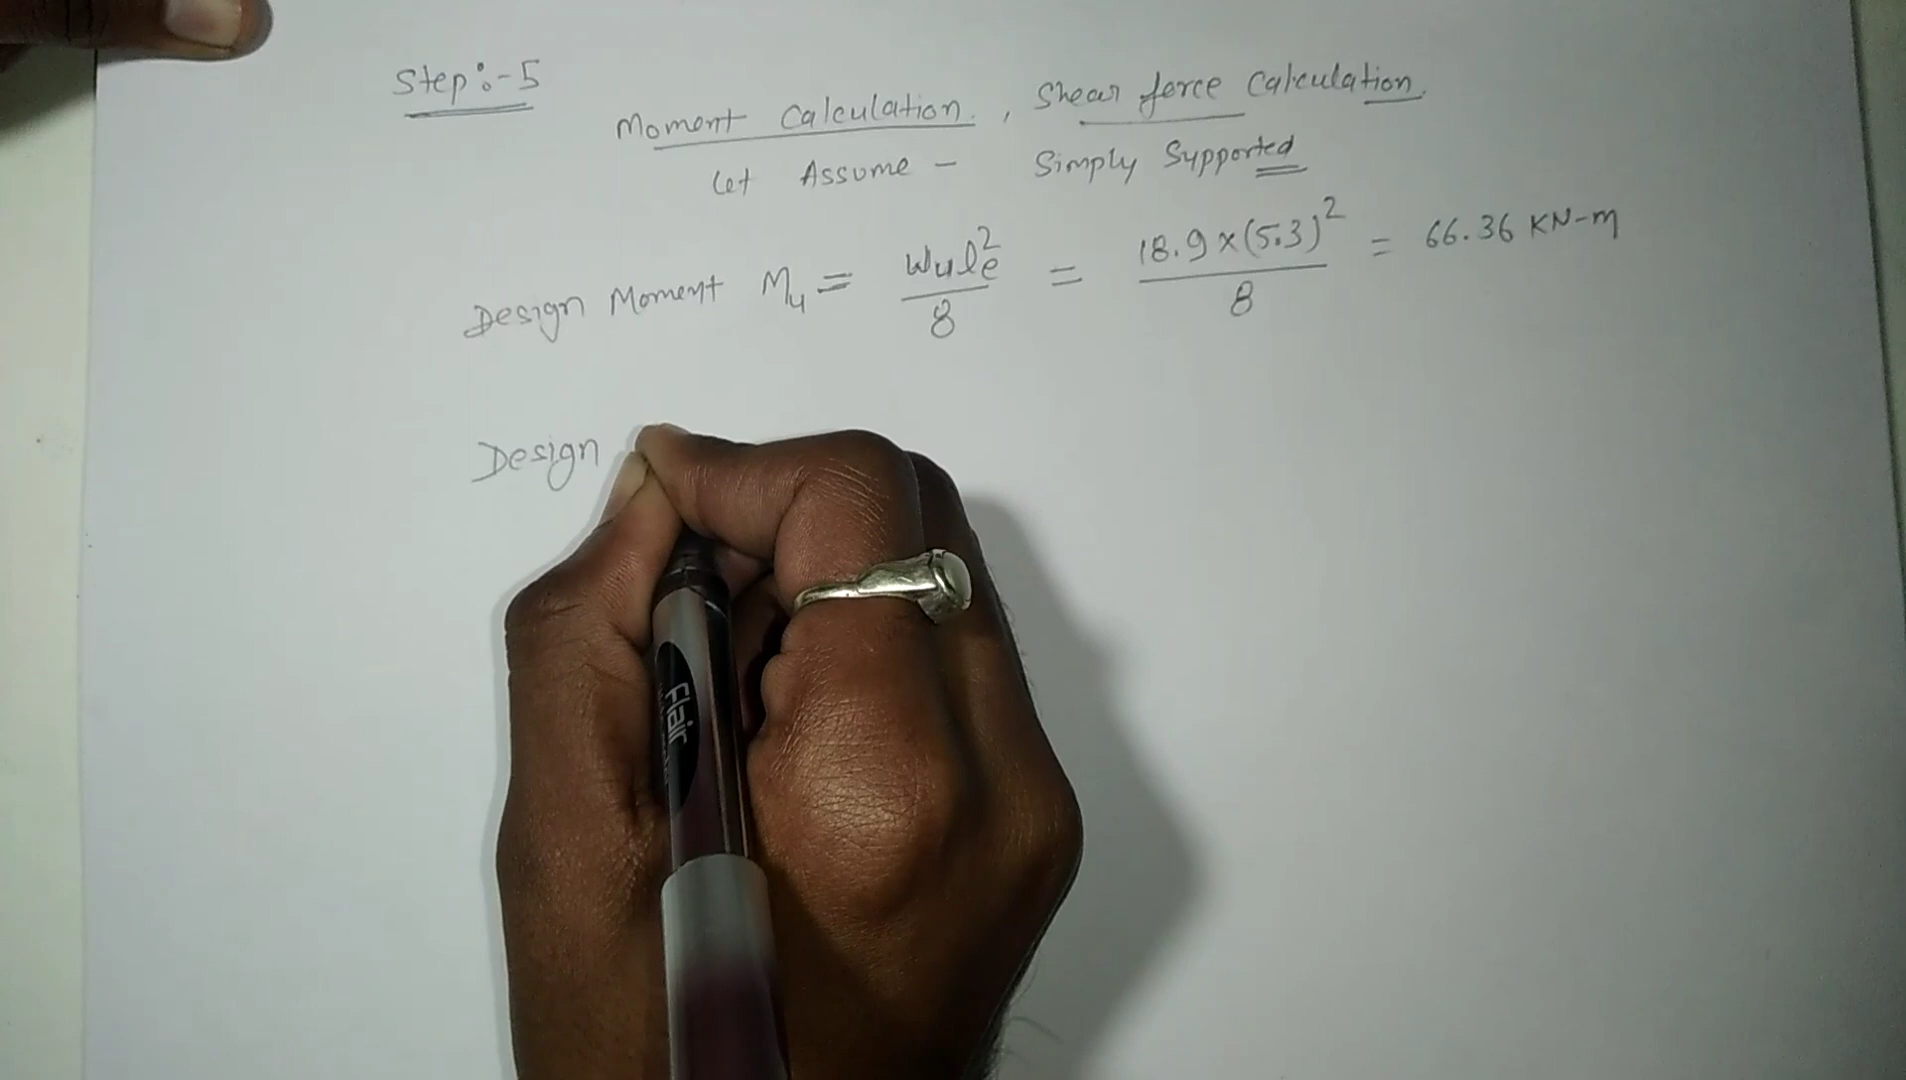 Step:-5
Moment Calculation. , Shear force Calculation.
Let Assume - Simply Supported
Design Moment Mu = Wule²/8 = 18.9×(5.3)²/8 = 66.36 KN-m
Design
Flair